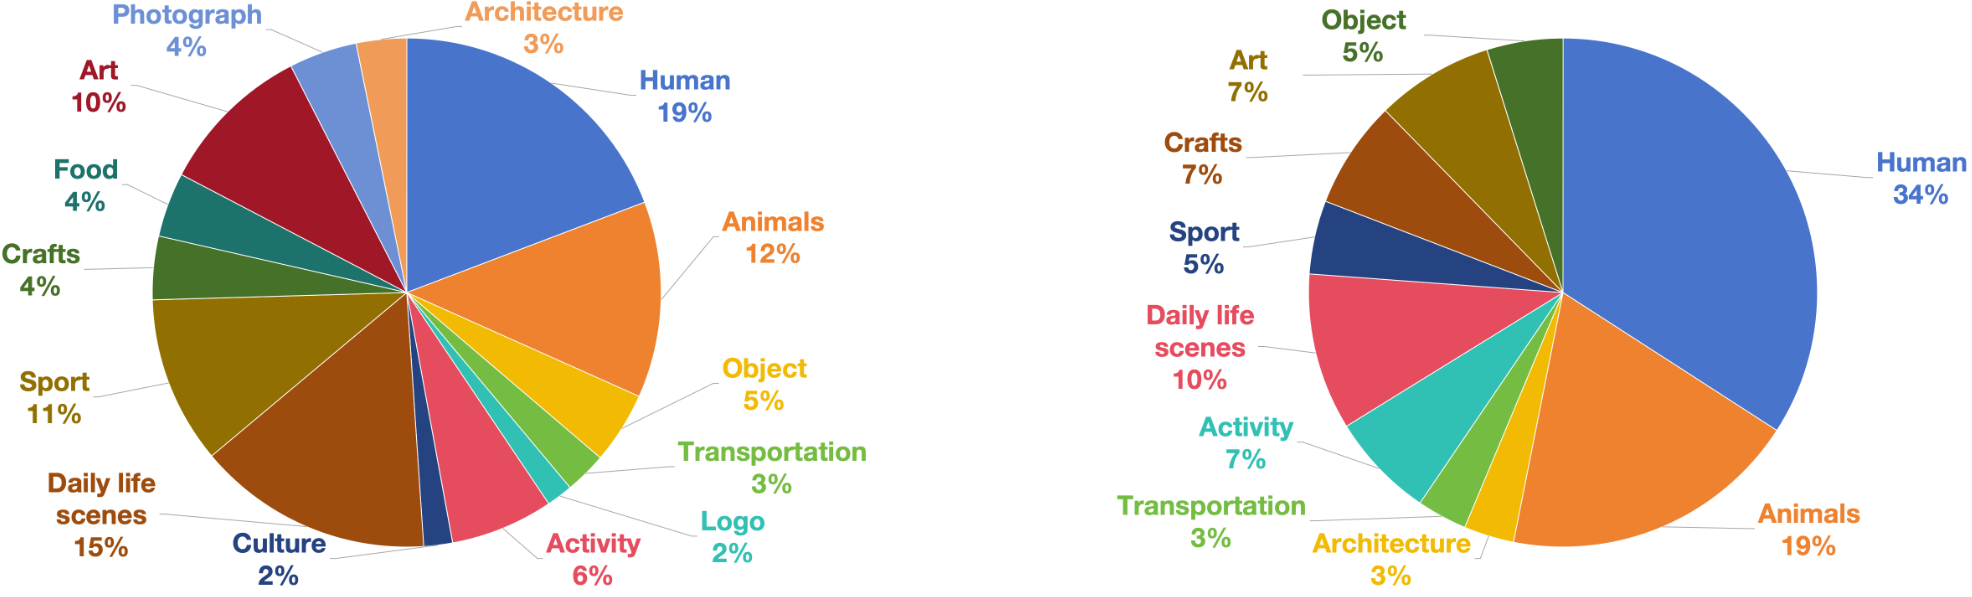 Photograph
4%
Architecture
3%
Human
19%
Animals
12%
Object
5%
Transportation
3%
Logo
2%
Activity
6%
Culture
2%
Daily life
scenes
15%
Sport
11%
Crafts
4%
Food
4%
Art
10%
Object
5%
Human
34%
Animals
19%
Architecture
3%
Transportation
3%
Activity
7%
Daily life
scenes
10%
Sport
5%
Crafts
7%
Art
7%